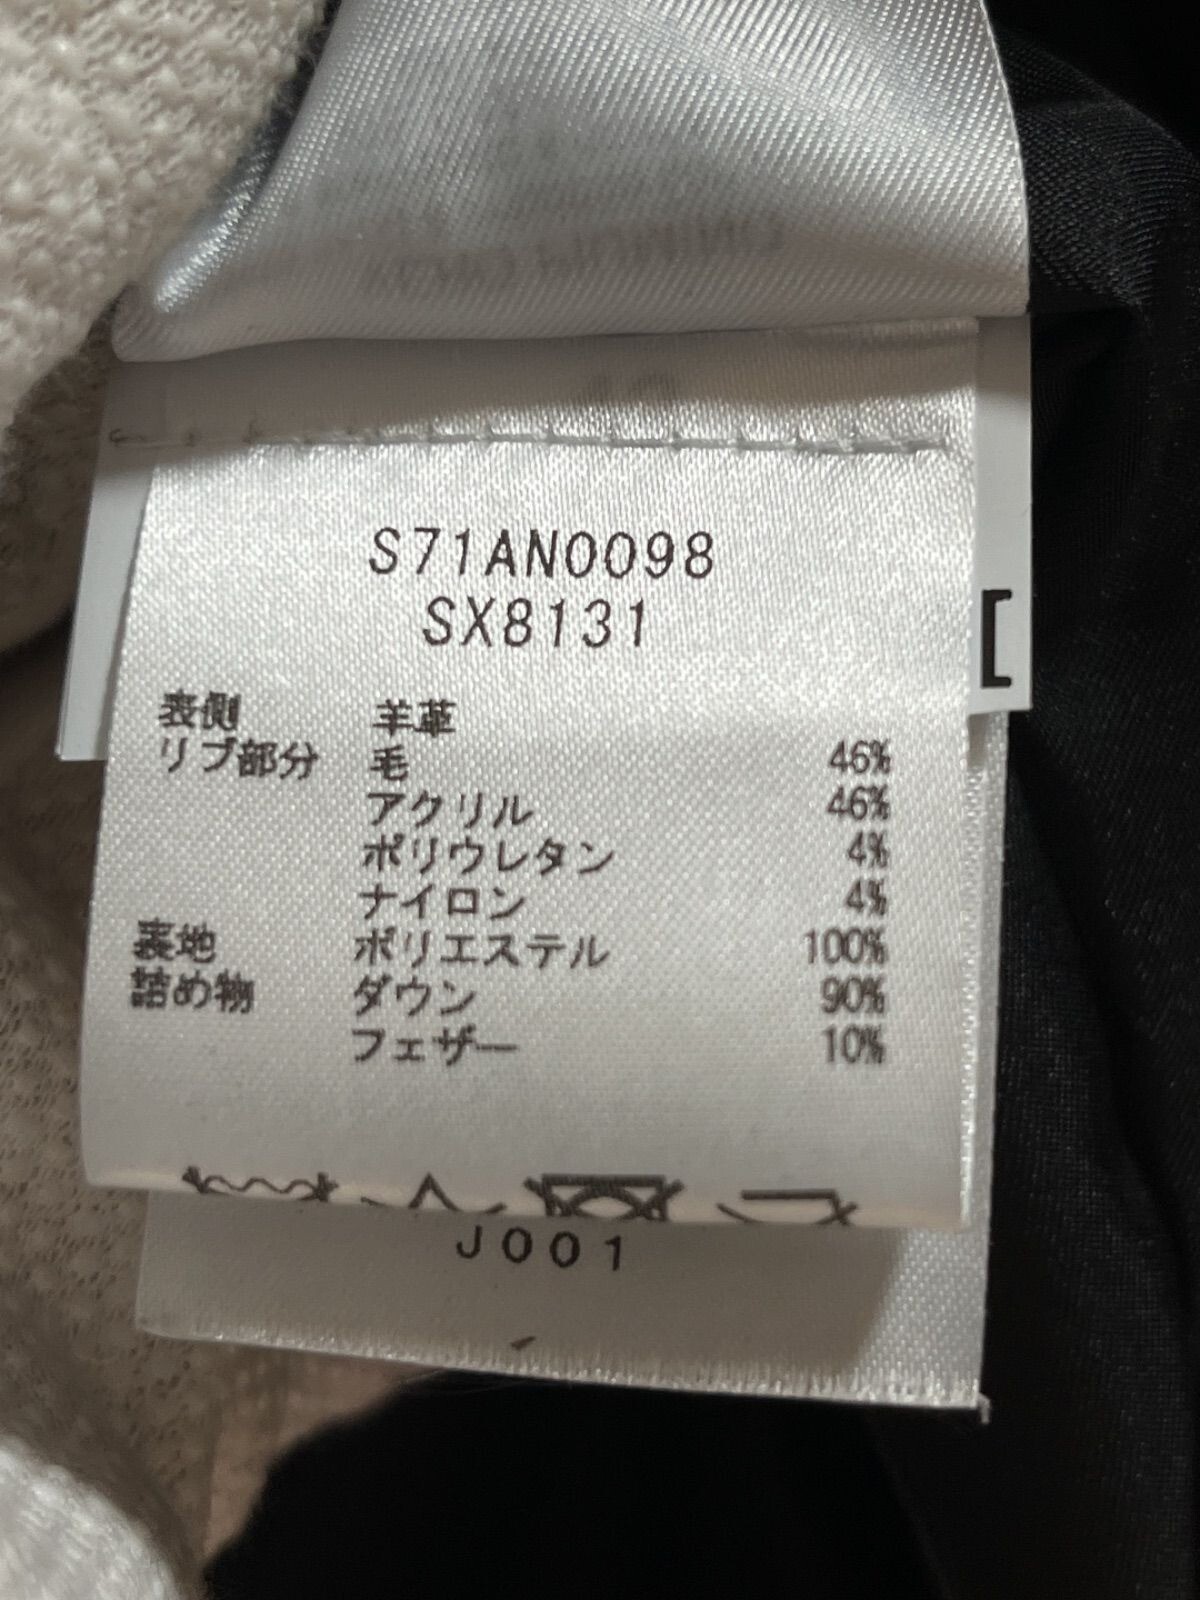 S71AN0098
SX8131
表側 羊革
リブ部分 毛 46%
アクリル 46%
ポリウレタン 4%
ナイロン 4%
裏地 ポリエステル 100%
詰め物 ダウン 90%
フェザー 10%
J001